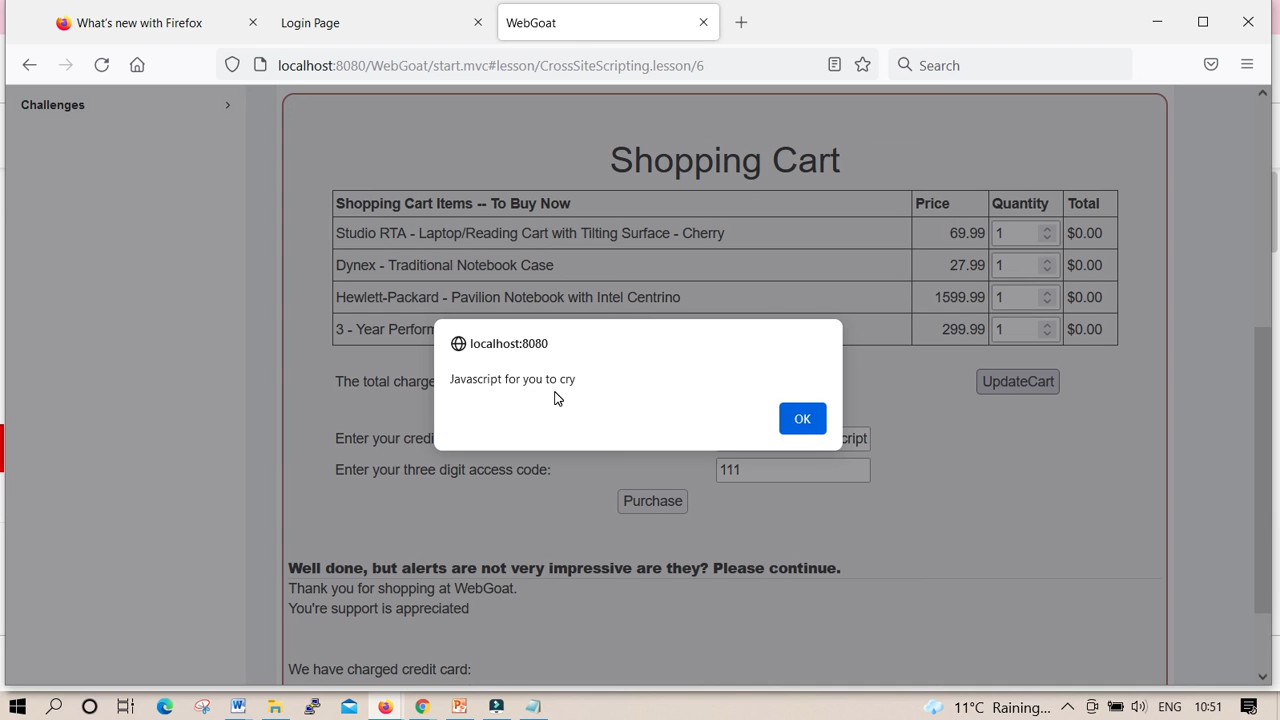 What's new with Firefox
Login Page
WebGoat
localhost:8080/WebGoat/start.mvc#lesson/CrossSiteScripting.lesson/6
Search
Challenges
Shopping Cart
Shopping Cart Items -- To Buy Now Price Quantity Total
Studio RTA - Laptop/Reading Cart with Tilting Surface - Cherry 69.99 1 $0.00
Dynex - Traditional Notebook Case 27.99 1 $0.00
Hewlett-Packard - Pavilion Notebook with Intel Centrino 1599.99 1 $0.00
3 - Year Perform 299.99 1 $0.00
localhost:8080
Javascript for you to cry
OK
The total charge
UpdateCart
Enter your credi cript
Enter your three digit access code: 111
Purchase
Well done, but alerts are not very impressive are they? Please continue.
Thank you for shopping at WebGoat.
You're support is appreciated
We have charged credit card:
11°C Raining... ENG 10:51